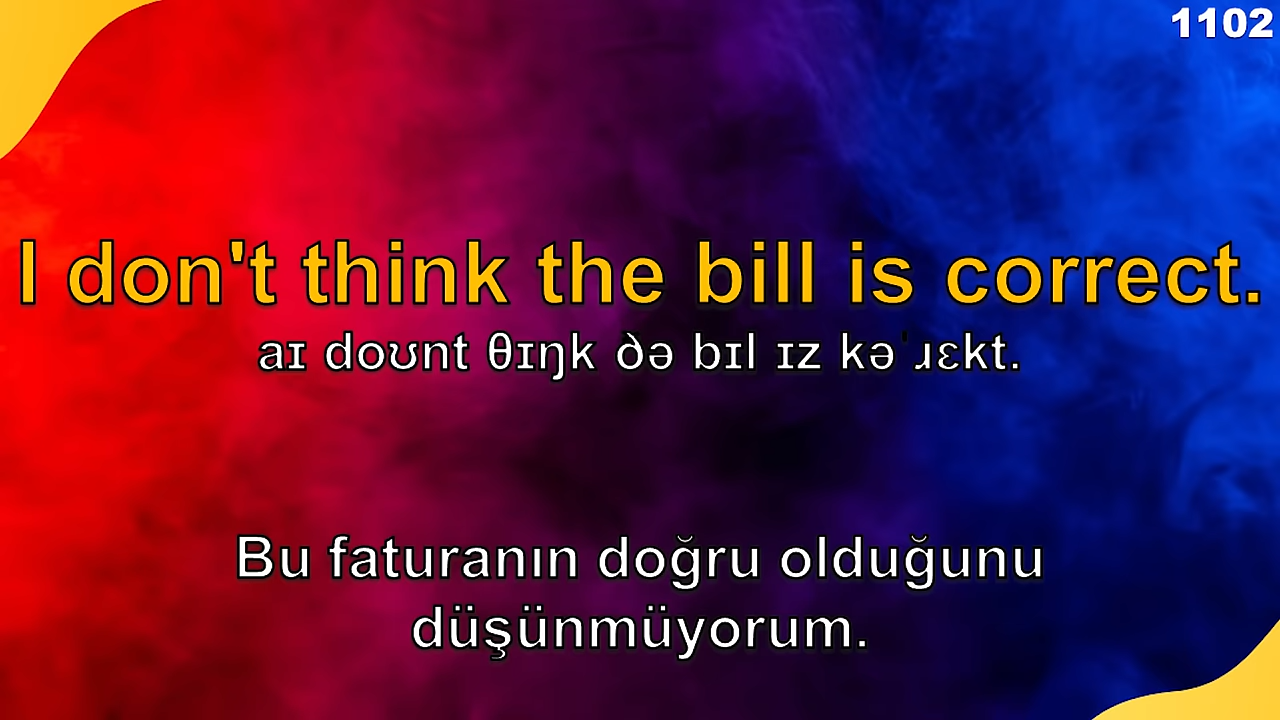 1102
I don't think the bill is correct.
aɪ doʊnt θɪŋk ðə bɪl ɪz kəˈɹɛkt.
Bu faturanın doğru olduğunu
düşünmüyorum.